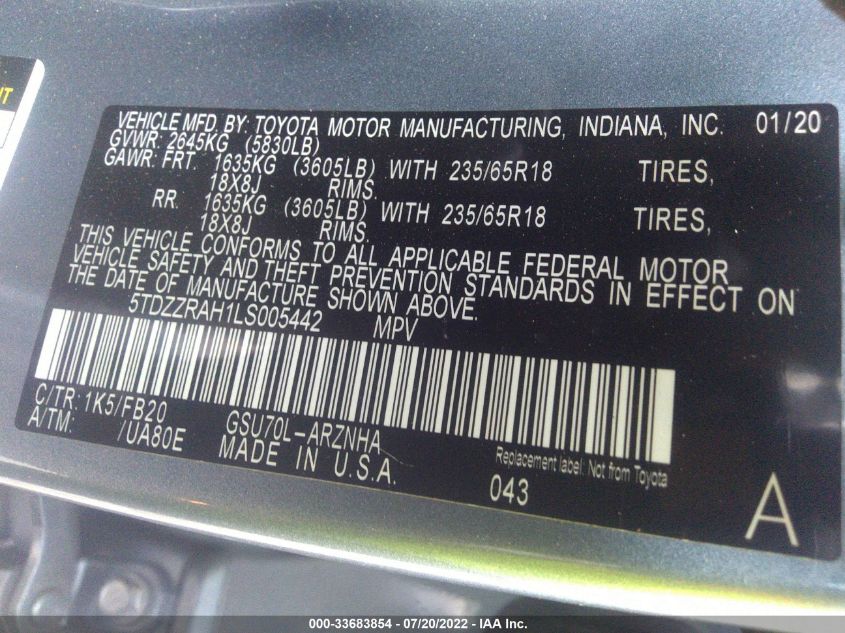 NT
VEHICLE MFD. BY: TOYOTA MOTOR MANUFACTURING, INDIANA, INC. 01/20
GVWR: 2645KG (5830LB)
GAWR: FRT. 1635KG (3605LB) WITH 235/65R18 TIRES,
18X8J RIMS.
RR. 1635KG (3605LB) WITH 235/65R18 TIRES,
18X8J RIMS.
THIS VEHICLE CONFORMS TO ALL APPLICABLE FEDERAL MOTOR
VEHICLE SAFETY AND THEFT PREVENTION STANDARDS IN EFFECT ON
THE DATE OF MANUFACTURE SHOWN ABOVE.
5TDZZRAH1LS005442 MPV
C/TR: 1K5/FB20 GSU70L-ARZNHA
A/TM: /UA80E MADE IN U.S.A.
Replacement label. Not from Toyota
043
A
000-33683854 / 07/20/2022 - IAA Inc.